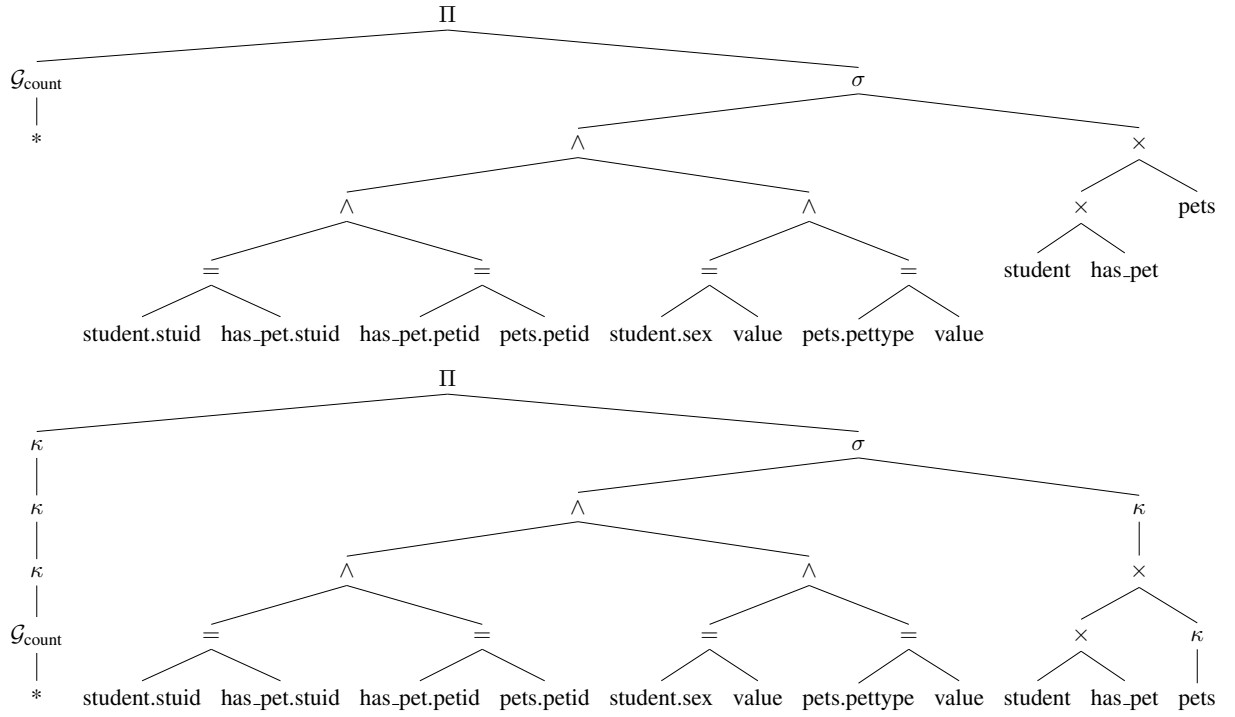 Π
𝒢count σ
* ∧ ×
∧ ∧ × pets
= = = = student has_pet
student.stuid has_pet.stuid has_pet.petid pets.petid student.sex value pets.pettype value
Π
κ σ
κ ∧ κ
κ ∧ ∧ ×
𝒢count = = = = × κ
* student.stuid has_pet.stuid has_pet.petid pets.petid student.sex value pets.pettype value student has_pet pets